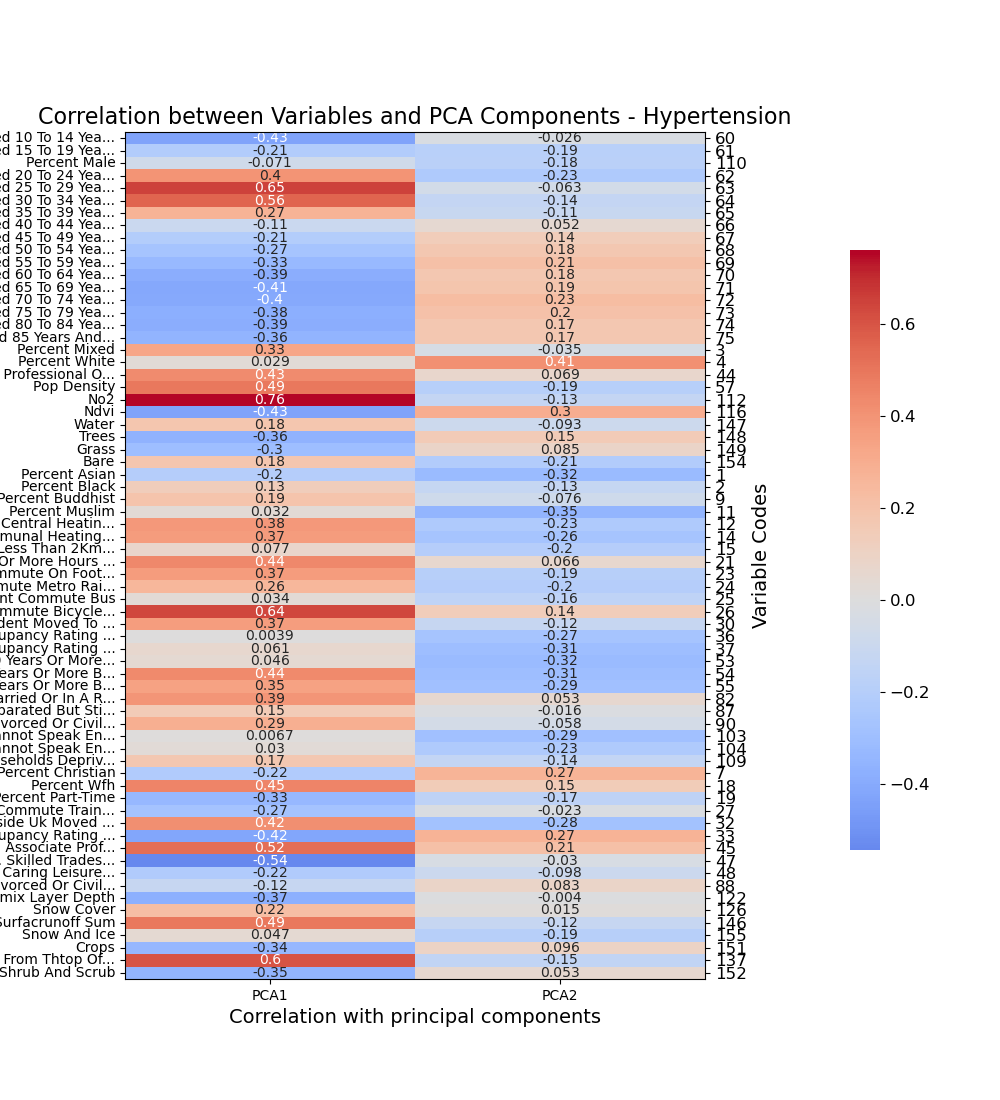 Correlation between Variables and PCA Components - Hypertension
ed 10 To 14 Yea... -0.43 -0.026 60
ed 15 To 19 Yea... -0.21 -0.19 61
Percent Male -0.071 -0.18 110
ed 20 To 24 Yea... 0.4 -0.23 62
ed 25 To 29 Yea... 0.65 -0.063 63
ed 30 To 34 Yea... 0.56 -0.14 64
ed 35 To 39 Yea... 0.27 -0.11 65
ed 40 To 44 Yea... -0.11 0.052 66
ed 45 To 49 Yea... -0.21 0.14 67
ed 50 To 54 Yea... -0.27 0.18 68
ed 55 To 59 Yea... -0.33 0.21 69
ed 60 To 64 Yea... -0.39 0.18 70
ed 65 To 69 Yea... -0.41 0.19 71
ed 70 To 74 Yea... -0.4 0.23 72
ed 75 To 79 Yea... -0.38 0.2 73
ed 80 To 84 Yea... -0.39 0.17 74
d 85 Years And... -0.36 0.17 75
Percent Mixed 0.33 -0.035 3
Percent White 0.029 0.41 4
Professional O... 0.43 0.069 44
Pop Density 0.49 -0.19 57
No2 0.76 -0.13 112
Ndvi -0.43 0.3 116
Water 0.18 -0.093 147
Trees -0.36 0.15 148
Grass -0.3 0.085 149
Bare 0.18 -0.21 154
Percent Asian -0.2 -0.32 1
Percent Black 0.13 -0.13 2
Percent Buddhist 0.19 -0.076 9
Percent Muslim 0.032 -0.35 11
Central Heatin... 0.38 -0.23 12
munal Heating... 0.37 -0.26 14
Less Than 2Km... 0.077 -0.2 15
Or More Hours ... 0.44 0.066 21
mmute On Foot... 0.37 -0.19 23
mute Metro Rai... 0.26 -0.2 24
nt Commute Bus 0.034 -0.16 25
mmute Bicycle... 0.64 0.14 26
dent Moved To ... 0.37 -0.12 30
upancy Rating ... 0.0039 -0.27 36
upancy Rating ... 0.061 -0.31 37
0 Years Or More... 0.046 -0.32 53
ears Or More B... 0.44 -0.31 54
ears Or More B... 0.35 -0.29 55
arried Or In A R... 0.39 0.053 82
parated But Sti... 0.15 -0.016 87
vorced Or Civil... 0.29 -0.058 90
annot Speak En... 0.0067 -0.29 103
annot Speak En... 0.03 -0.23 104
seholds Depriv... 0.17 -0.14 109
Percent Christian -0.22 0.27 7
Percent Wfh 0.45 0.15 18
Percent Part-Time -0.33 -0.17 19
Commute Train... -0.27 -0.023 27
side Uk Moved ... 0.42 -0.28 32
upancy Rating ... -0.42 0.27 33
Associate Prof... 0.52 0.21 45
. Skilled Trades... -0.54 -0.03 47
Caring Leisure... -0.22 -0.098 48
vorced Or Civil... -0.12 0.083 88
mix Layer Depth -0.37 -0.004 122
Snow Cover 0.22 0.015 126
Surfacrunoff Sum 0.49 -0.12 146
Snow And Ice 0.047 -0.19 155
Crops -0.34 0.096 151
From Thtop Of... 0.6 -0.15 137
Shrub And Scrub -0.35 0.053 152
PCA1 PCA2
Correlation with principal components
Variable Codes
0.6
0.4
0.2
0.0
−0.2
−0.4